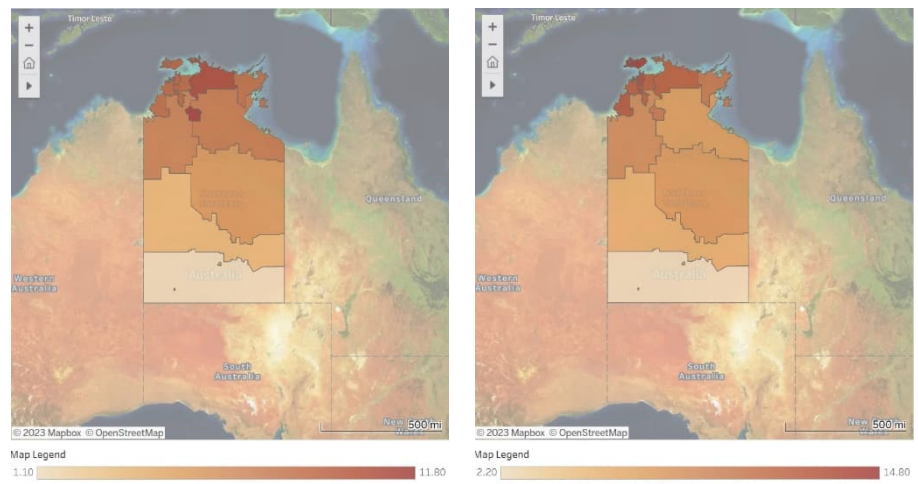 Timor-Leste
Queensland
Western
Australia
Australia
South
Australia
500 mi
© 2023 Mapbox © OpenStreetMap
Map Legend
1.10
11.80
Timor-Leste
Queensland
Western
Australia
Australia
South
Australia
500 mi
© 2023 Mapbox © OpenStreetMap
Map Legend
2.20
14.80